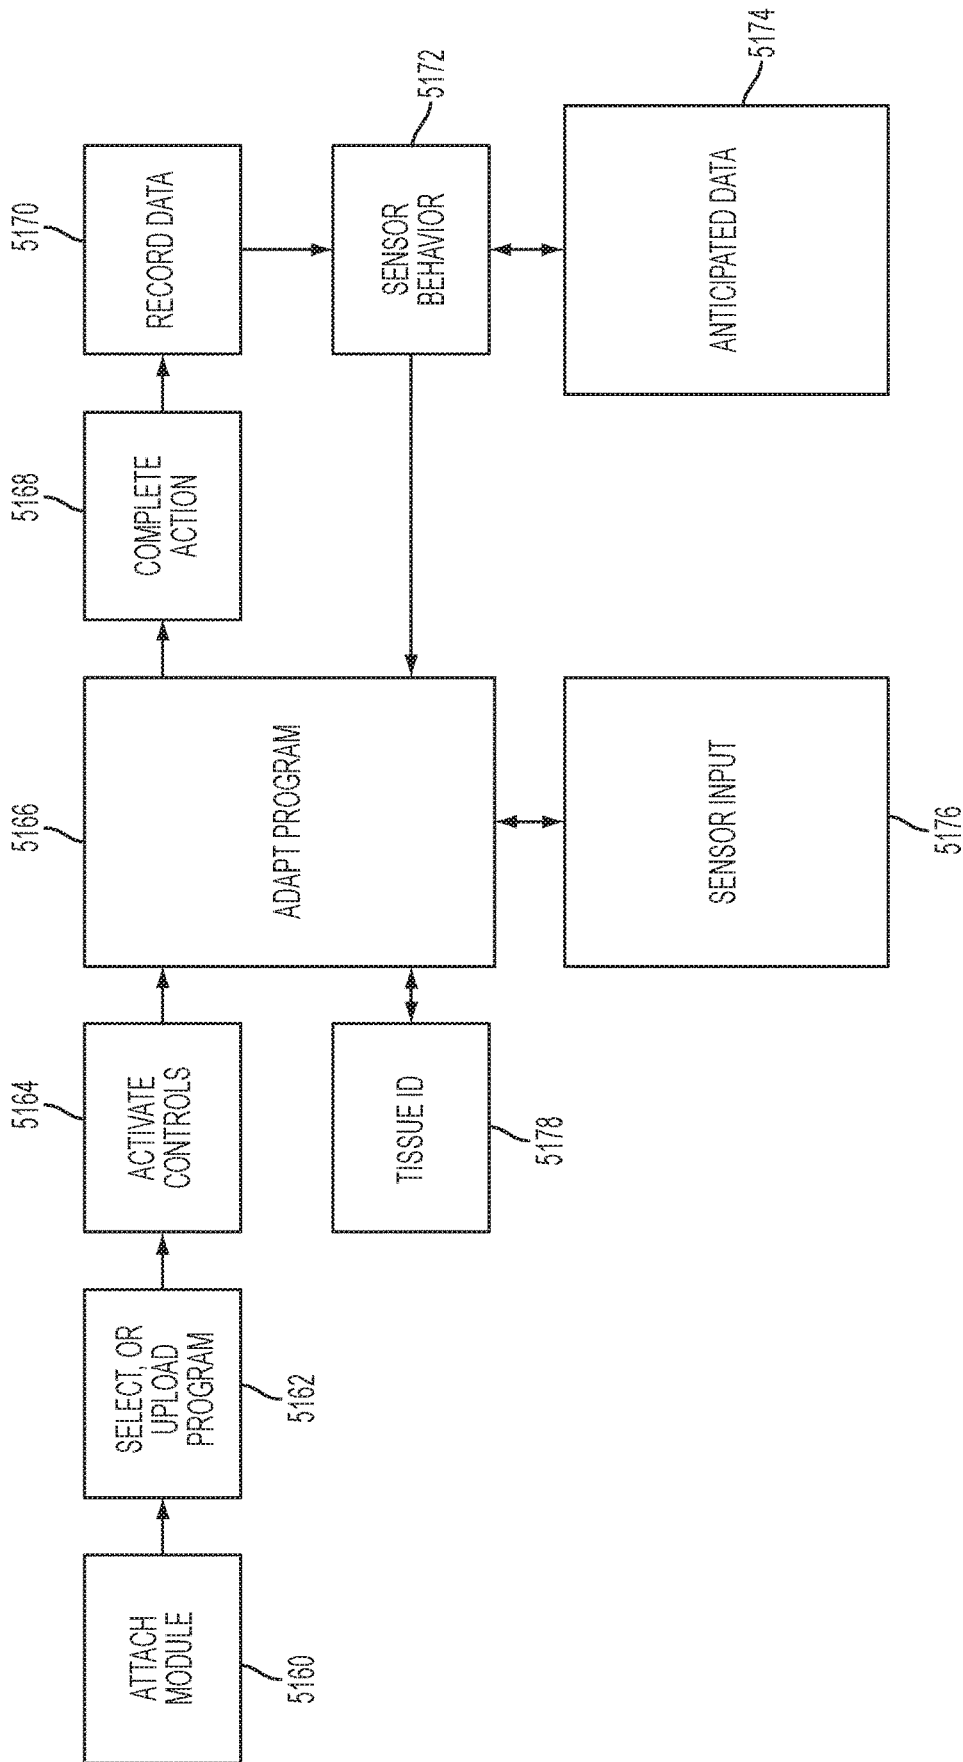 5160
ATTACH
MODULE
5162
SELECT, OR
UPLOAD
PROGRAM
5164
ACTIVATE
CONTROLS
5166
ADAPT PROGRAM
5168
COMPLETE
ACTION
5170
RECORD DATA
5172
SENSOR
BEHAVIOR
5174
ANTICIPATED DATA
5176
SENSOR INPUT
5178
TISSUE ID